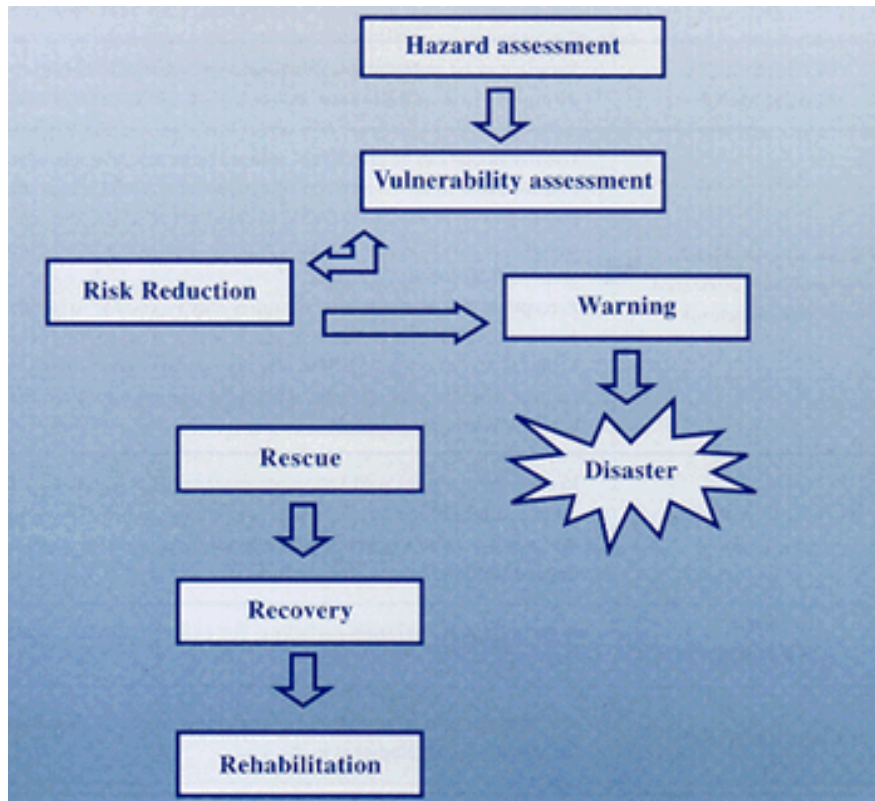 Hazard assessment
Vulnerability assessment
Risk Reduction
Warning
Rescue
Disaster
Recovery
Rehabilitation